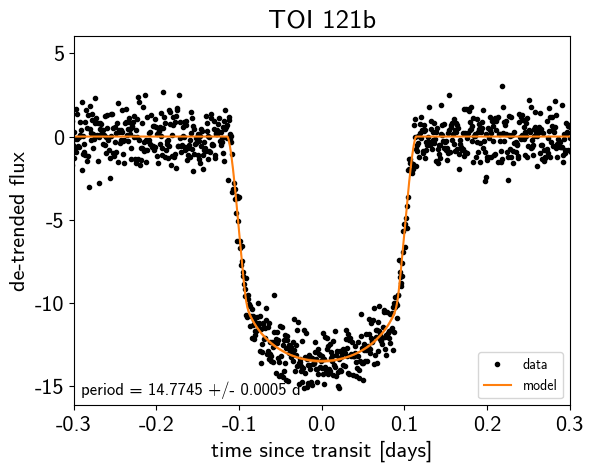 TOI 121b
5
0
-5
-10
-15
de-trended flux
period = 14.7745 +/- 0.0005 d
data
model
-0.3 -0.2 -0.1 0.0 0.1 0.2 0.3
time since transit [days]